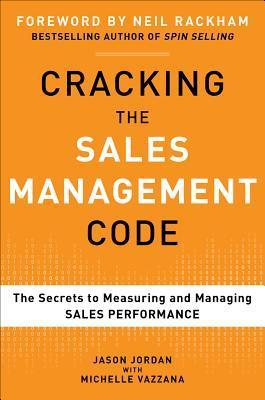 FOREWORD BY NEIL RACKHAM
BESTSELLING AUTHOR OF SPIN SELLING
CRACKING
THE
SALES
MANAGEMENT
CODE
The Secrets to Measuring and Managing
SALES PERFORMANCE
JASON JORDAN
WITH
MICHELLE VAZZANA